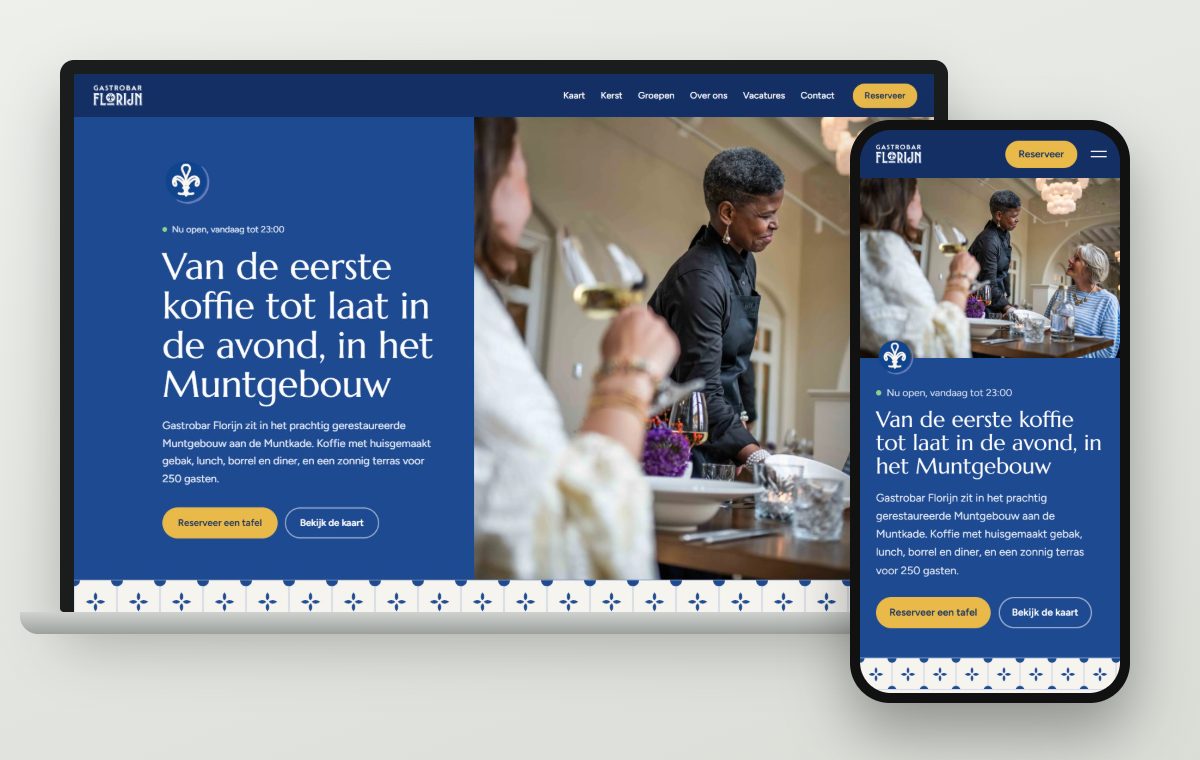 GASTROBAR
FLORIJN
Kaart Kerst Groepen Over ons Vacatures Contact Reserveer
Nu open, vandaag tot 23:00
Van de eerste
koffie tot laat in
de avond, in het
Muntgebouw
Gastrobar Florijn zit in het prachtig gerestaureerde
Muntgebouw aan de Muntkade. Koffie met huisgemaakt
gebak, lunch, borrel en diner, en een zonnig terras voor
250 gasten.
Reserveer een tafel Bekijk de kaart
GASTROBAR
FLORIJN
Reserveer
Nu open, vandaag tot 23:00
Van de eerste koffie
tot laat in de avond, in
het Muntgebouw
Gastrobar Florijn zit in het prachtig
gerestaureerde Muntgebouw aan de
Muntkade. Koffie met huisgemaakt gebak,
lunch, borrel en diner, en een zonnig terras
voor 250 gasten.
Reserveer een tafel Bekijk de kaart